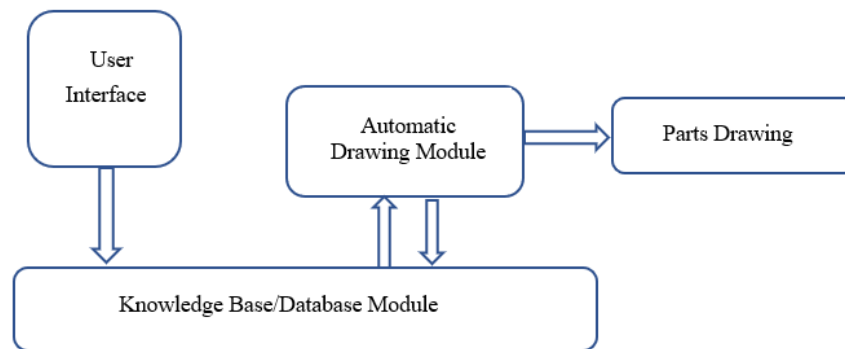 User
Interface
Automatic
Drawing Module
Parts Drawing
Knowledge Base/Database Module